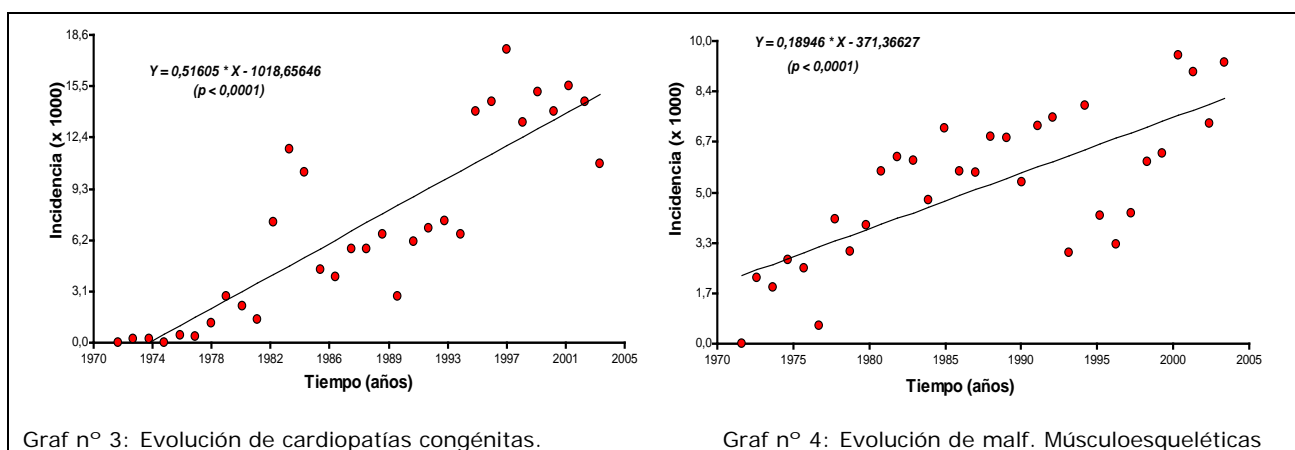 18,6
15,5
12,4
9,3
6,2
3,1
0,0
Incidencia (x 1000)
Y = 0,51605 * X - 1018,65646
(p < 0,0001)
1970 1974 1978 1982 1986 1989 1993 1997 2001 2005
Tiempo (años)
Graf nº 3: Evolución de cardiopatías congénitas.
10,0
8,4
6,7
5,0
3,3
1,7
0,0
Incidencia (x 1000)
Y = 0,18946 * X - 371,36627
(p < 0,0001)
1970 1975 1980 1985 1990 1995 2000 2005
Tiempo (años)
Graf nº 4: Evolución de malf. Músculoesqueléticas